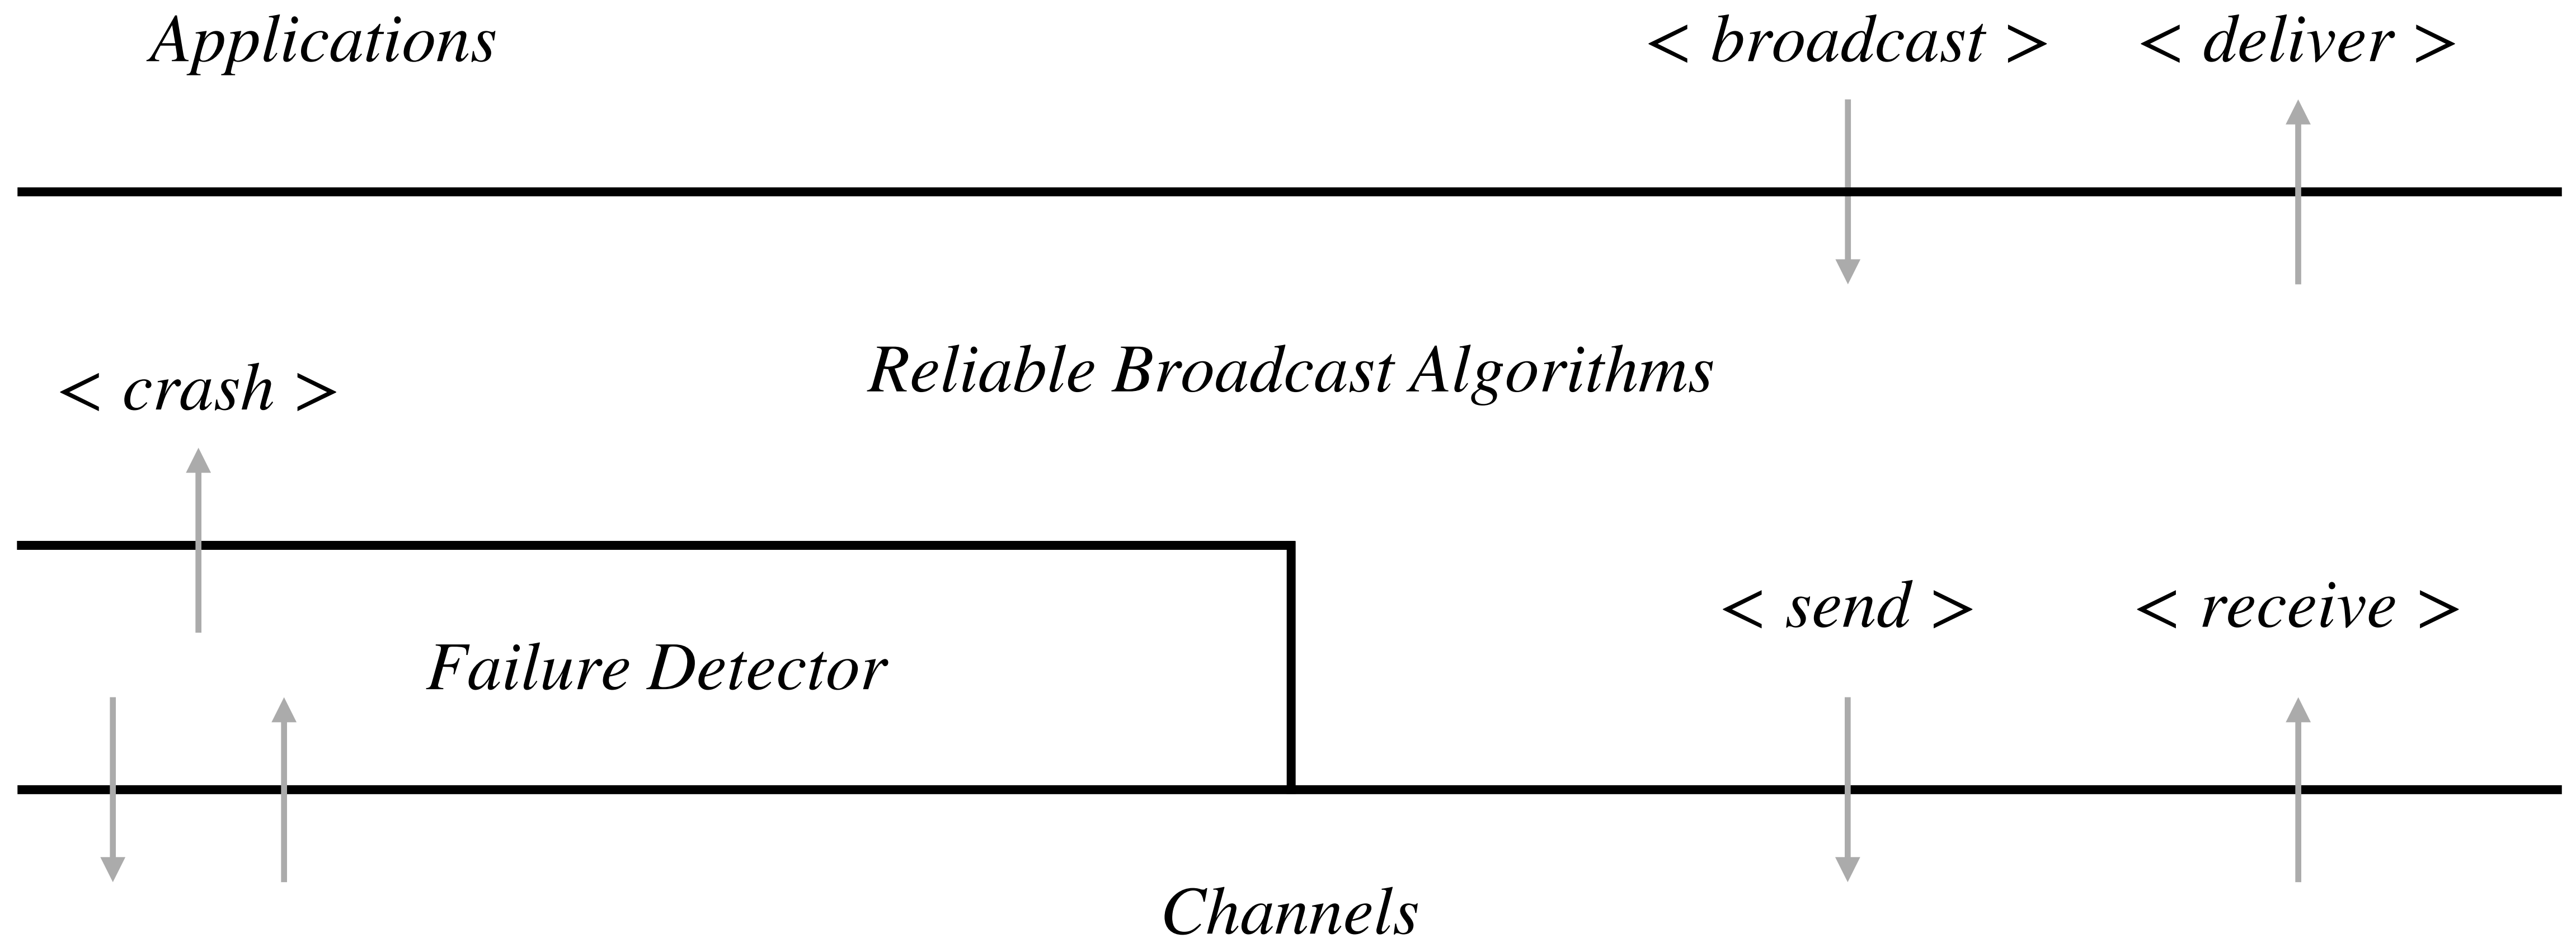 Applications
< broadcast > < deliver >
Reliable Broadcast Algorithms
< crash >
< send > < receive >
Failure Detector
Channels